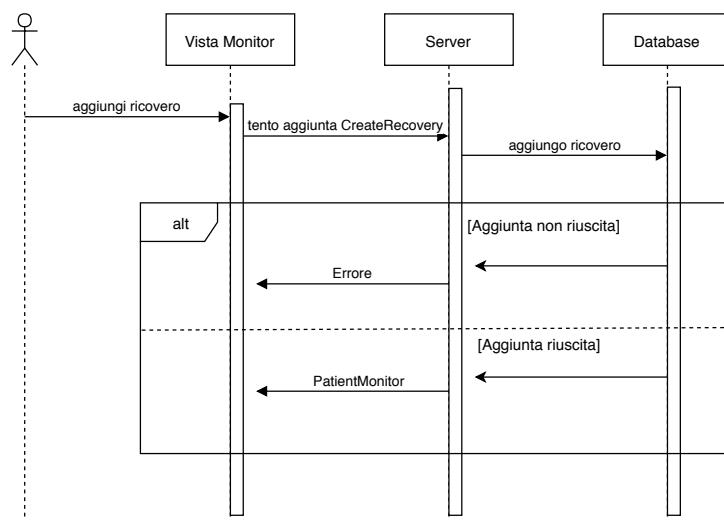 Vista Monitor
Server
Database
aggiungi ricovero
tento aggiunta CreateRecovery
aggiungo ricovero
alt
[Aggiunta non riuscita]
Errore
[Aggiunta riuscita]
PatientMonitor